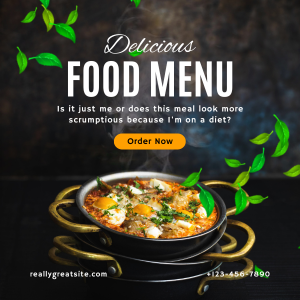 Delicious
FOOD MENU
Is it just me or does this meal look more
scrumptious because I'm on a diet?
Order Now
reallygreatsite.com
+123-456-7890